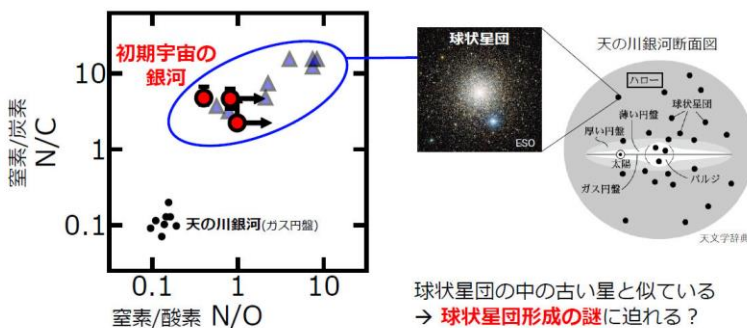 初期宇宙の
銀河
窒素/炭素
N/C
10
1
0.1
天の川銀河(ガス円盤)
0.1
1
10
窒素/酸素 N/O
球状星団
ESO
天の川銀河断面図
ハロー
球状星団
薄い円盤
厚い円盤
太陽
ガス円盤
バルジ
天文学辞典
球状星団の中の古い星と似ている
→ 球状星団形成の謎に迫れる？